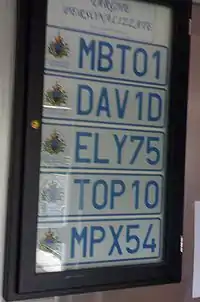 TARGHE
PERSONALIZZATE
MBT01
DAV1D
ELY75
TOP10
MPX54